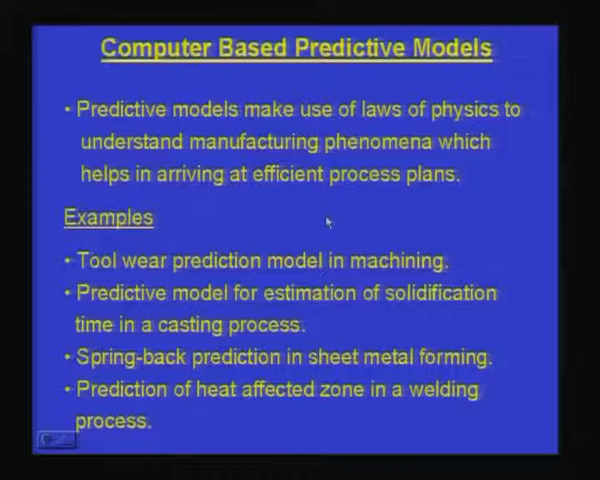 Computer Based Predictive Models
• Predictive models make use of laws of physics to
understand manufacturing phenomena which
helps in arriving at efficient process plans.
Examples
• Tool wear prediction model in machining.
• Predictive model for estimation of solidification
time in a casting process.
• Spring-back prediction in sheet metal forming.
• Prediction of heat affected zone in a welding
process.